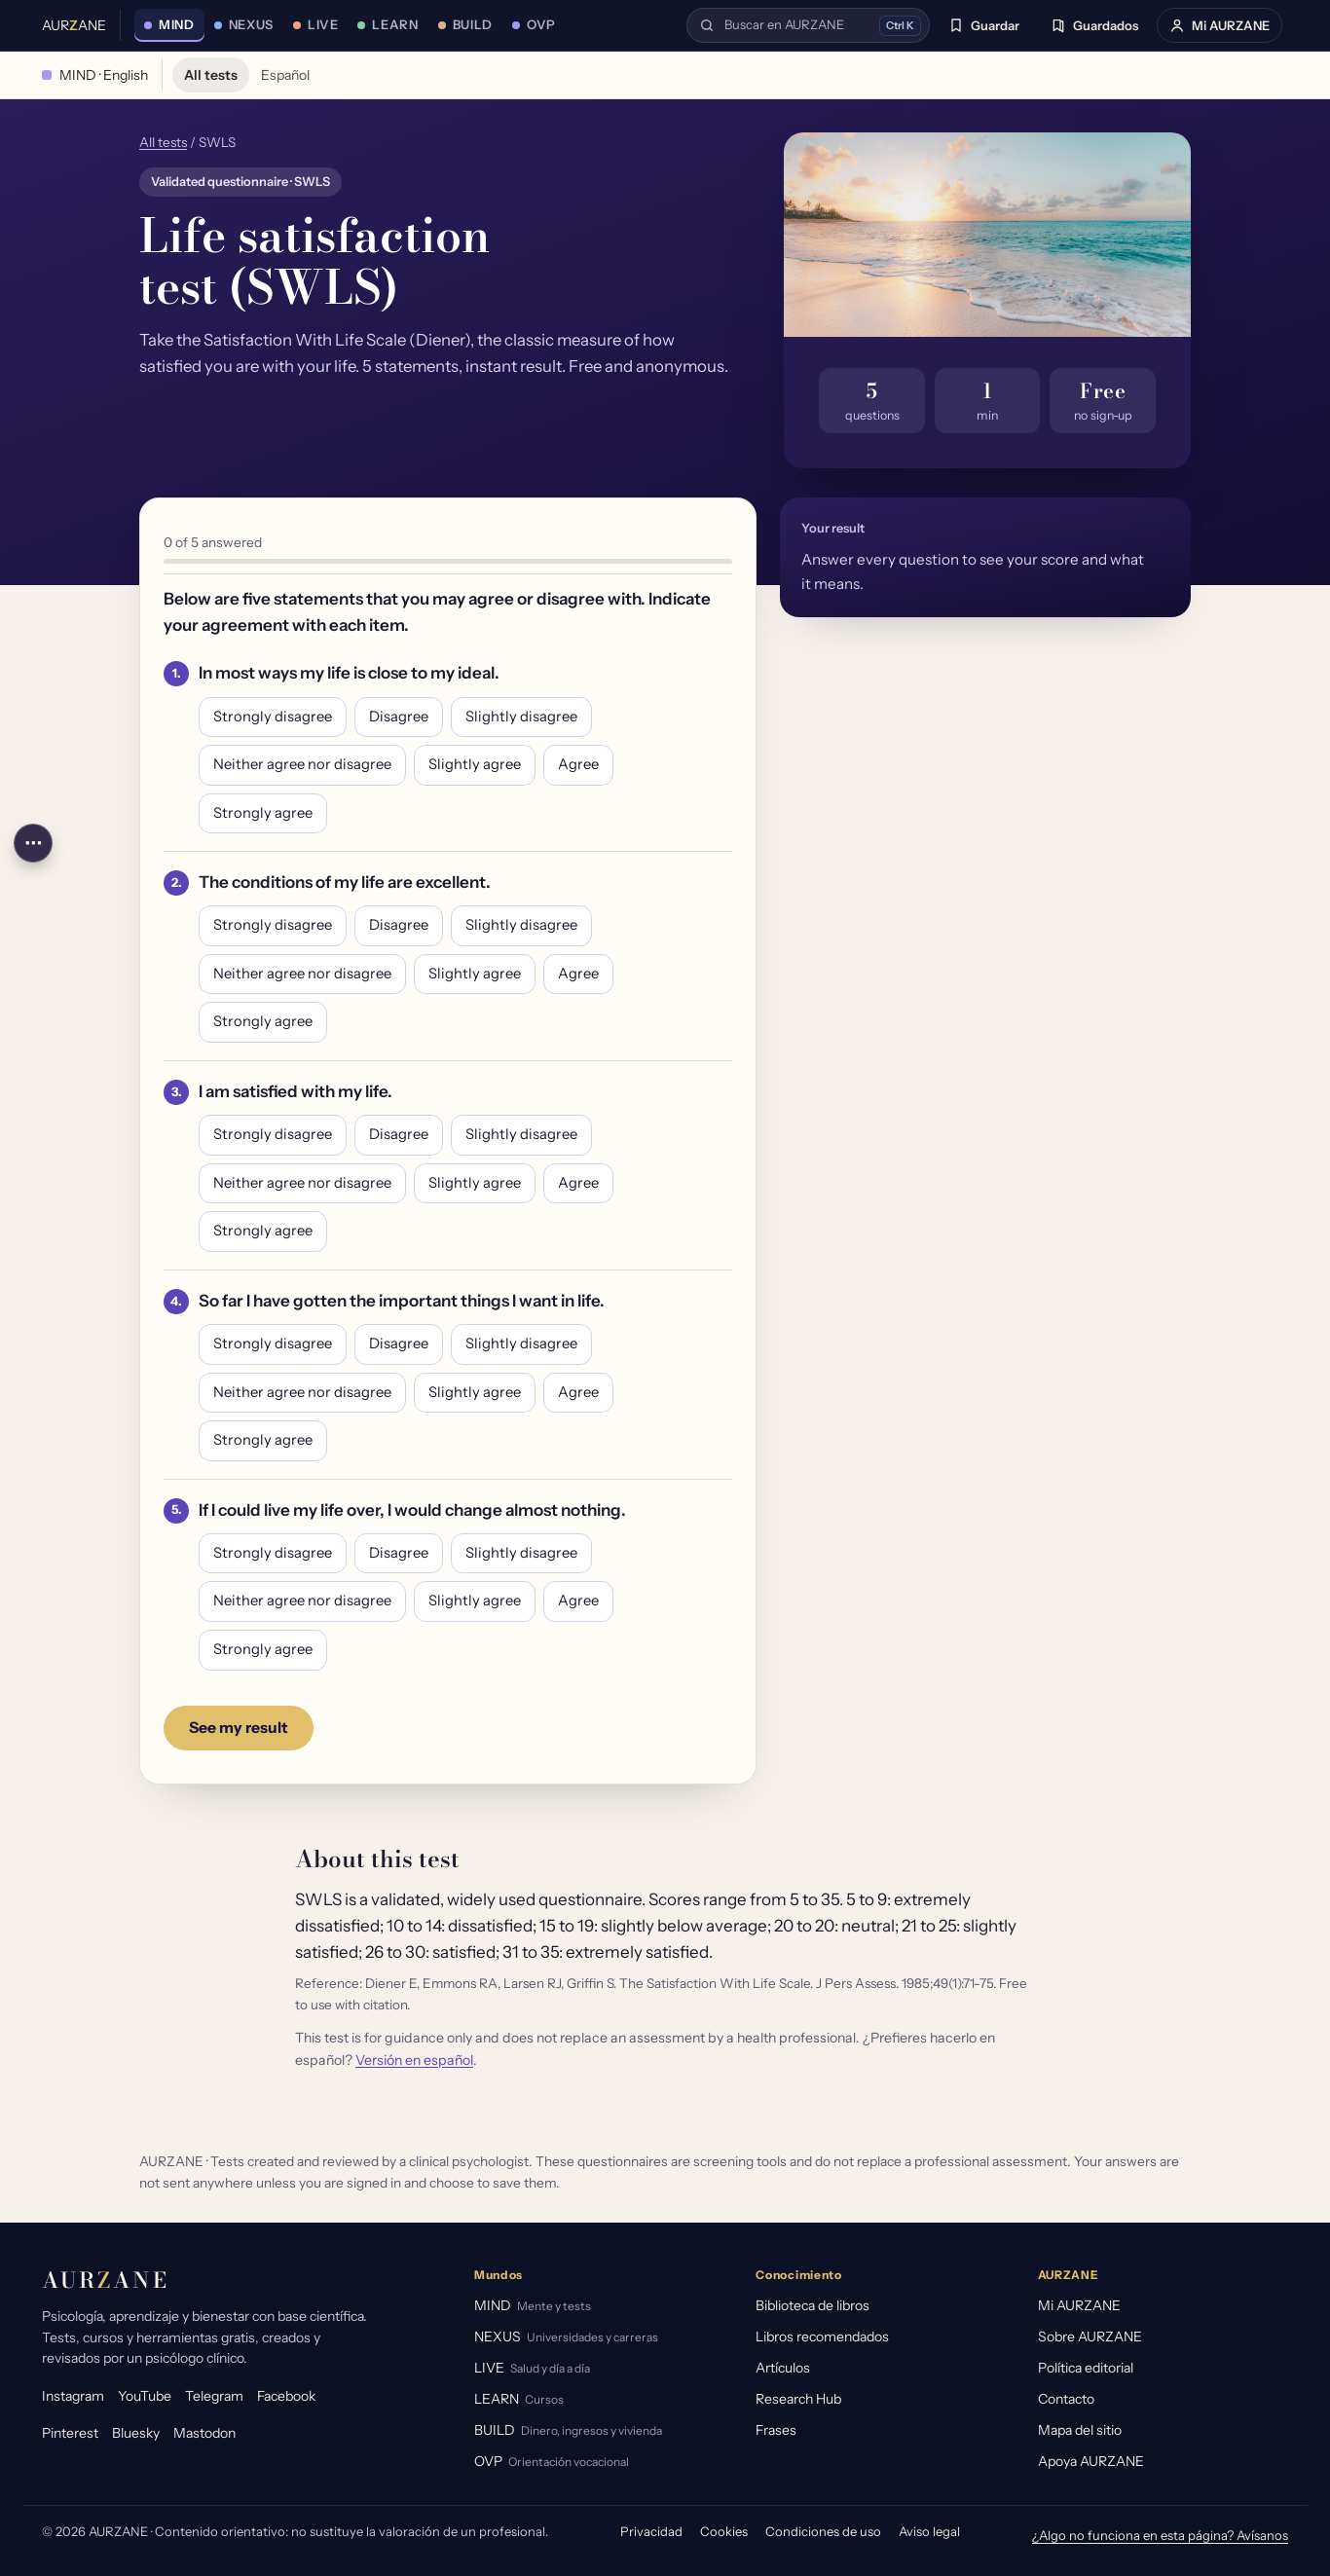 AURZANE
MIND
NEXUS
LIVE
LEARN
BUILD
OVP
Buscar en AURZANE
Ctrl K
Guardar
Guardados
Mi AURZANE
MIND · English
All tests
Español
All tests / SWLS
Validated questionnaire · SWLS
Life satisfaction
test (SWLS)
Take the Satisfaction With Life Scale (Diener), the classic measure of how
satisfied you are with your life. 5 statements, instant result. Free and anonymous.
5
questions
1
min
Free
no sign-up
0 of 5 answered
Below are five statements that you may agree or disagree with. Indicate
your agreement with each item.
1. In most ways my life is close to my ideal.
Strongly disagree
Disagree
Slightly disagree
Neither agree nor disagree
Slightly agree
Agree
Strongly agree
2. The conditions of my life are excellent.
Strongly disagree
Disagree
Slightly disagree
Neither agree nor disagree
Slightly agree
Agree
Strongly agree
3. I am satisfied with my life.
Strongly disagree
Disagree
Slightly disagree
Neither agree nor disagree
Slightly agree
Agree
Strongly agree
4. So far I have gotten the important things I want in life.
Strongly disagree
Disagree
Slightly disagree
Neither agree nor disagree
Slightly agree
Agree
Strongly agree
5. If I could live my life over, I would change almost nothing.
Strongly disagree
Disagree
Slightly disagree
Neither agree nor disagree
Slightly agree
Agree
Strongly agree
See my result
Your result
Answer every question to see your score and what
it means.
About this test
SWLS is a validated, widely used questionnaire. Scores range from 5 to 35. 5 to 9: extremely
dissatisfied; 10 to 14: dissatisfied; 15 to 19: slightly below average; 20 to 20: neutral; 21 to 25: slightly
satisfied; 26 to 30: satisfied; 31 to 35: extremely satisfied.
Reference: Diener E, Emmons RA, Larsen RJ, Griffin S. The Satisfaction With Life Scale. J Pers Assess. 1985;49(1):71-75. Free
to use with citation.
This test is for guidance only and does not replace an assessment by a health professional. ¿Prefieres hacerlo en
español? Versión en español.
AURZANE · Tests created and reviewed by a clinical psychologist. These questionnaires are screening tools and do not replace a professional assessment. Your answers are
not sent anywhere unless you are signed in and choose to save them.
AURZANE
Psicología, aprendizaje y bienestar con base científica.
Tests, cursos y herramientas gratis, creados y
revisados por un psicólogo clínico.
Instagram
YouTube
Telegram
Facebook
Pinterest
Bluesky
Mastodon
Mundos
MIND Mente y tests
NEXUS Universidades y carreras
LIVE Salud y día a día
LEARN Cursos
BUILD Dinero, ingresos y vivienda
OVP Orientación vocacional
Conocimiento
Biblioteca de libros
Libros recomendados
Artículos
Research Hub
Frases
AURZANE
Mi AURZANE
Sobre AURZANE
Política editorial
Contacto
Mapa del sitio
Apoya AURZANE
© 2026 AURZANE · Contenido orientativo: no sustituye la valoración de un profesional.
Privacidad
Cookies
Condiciones de uso
Aviso legal
¿Algo no funciona en esta página? Avísanos